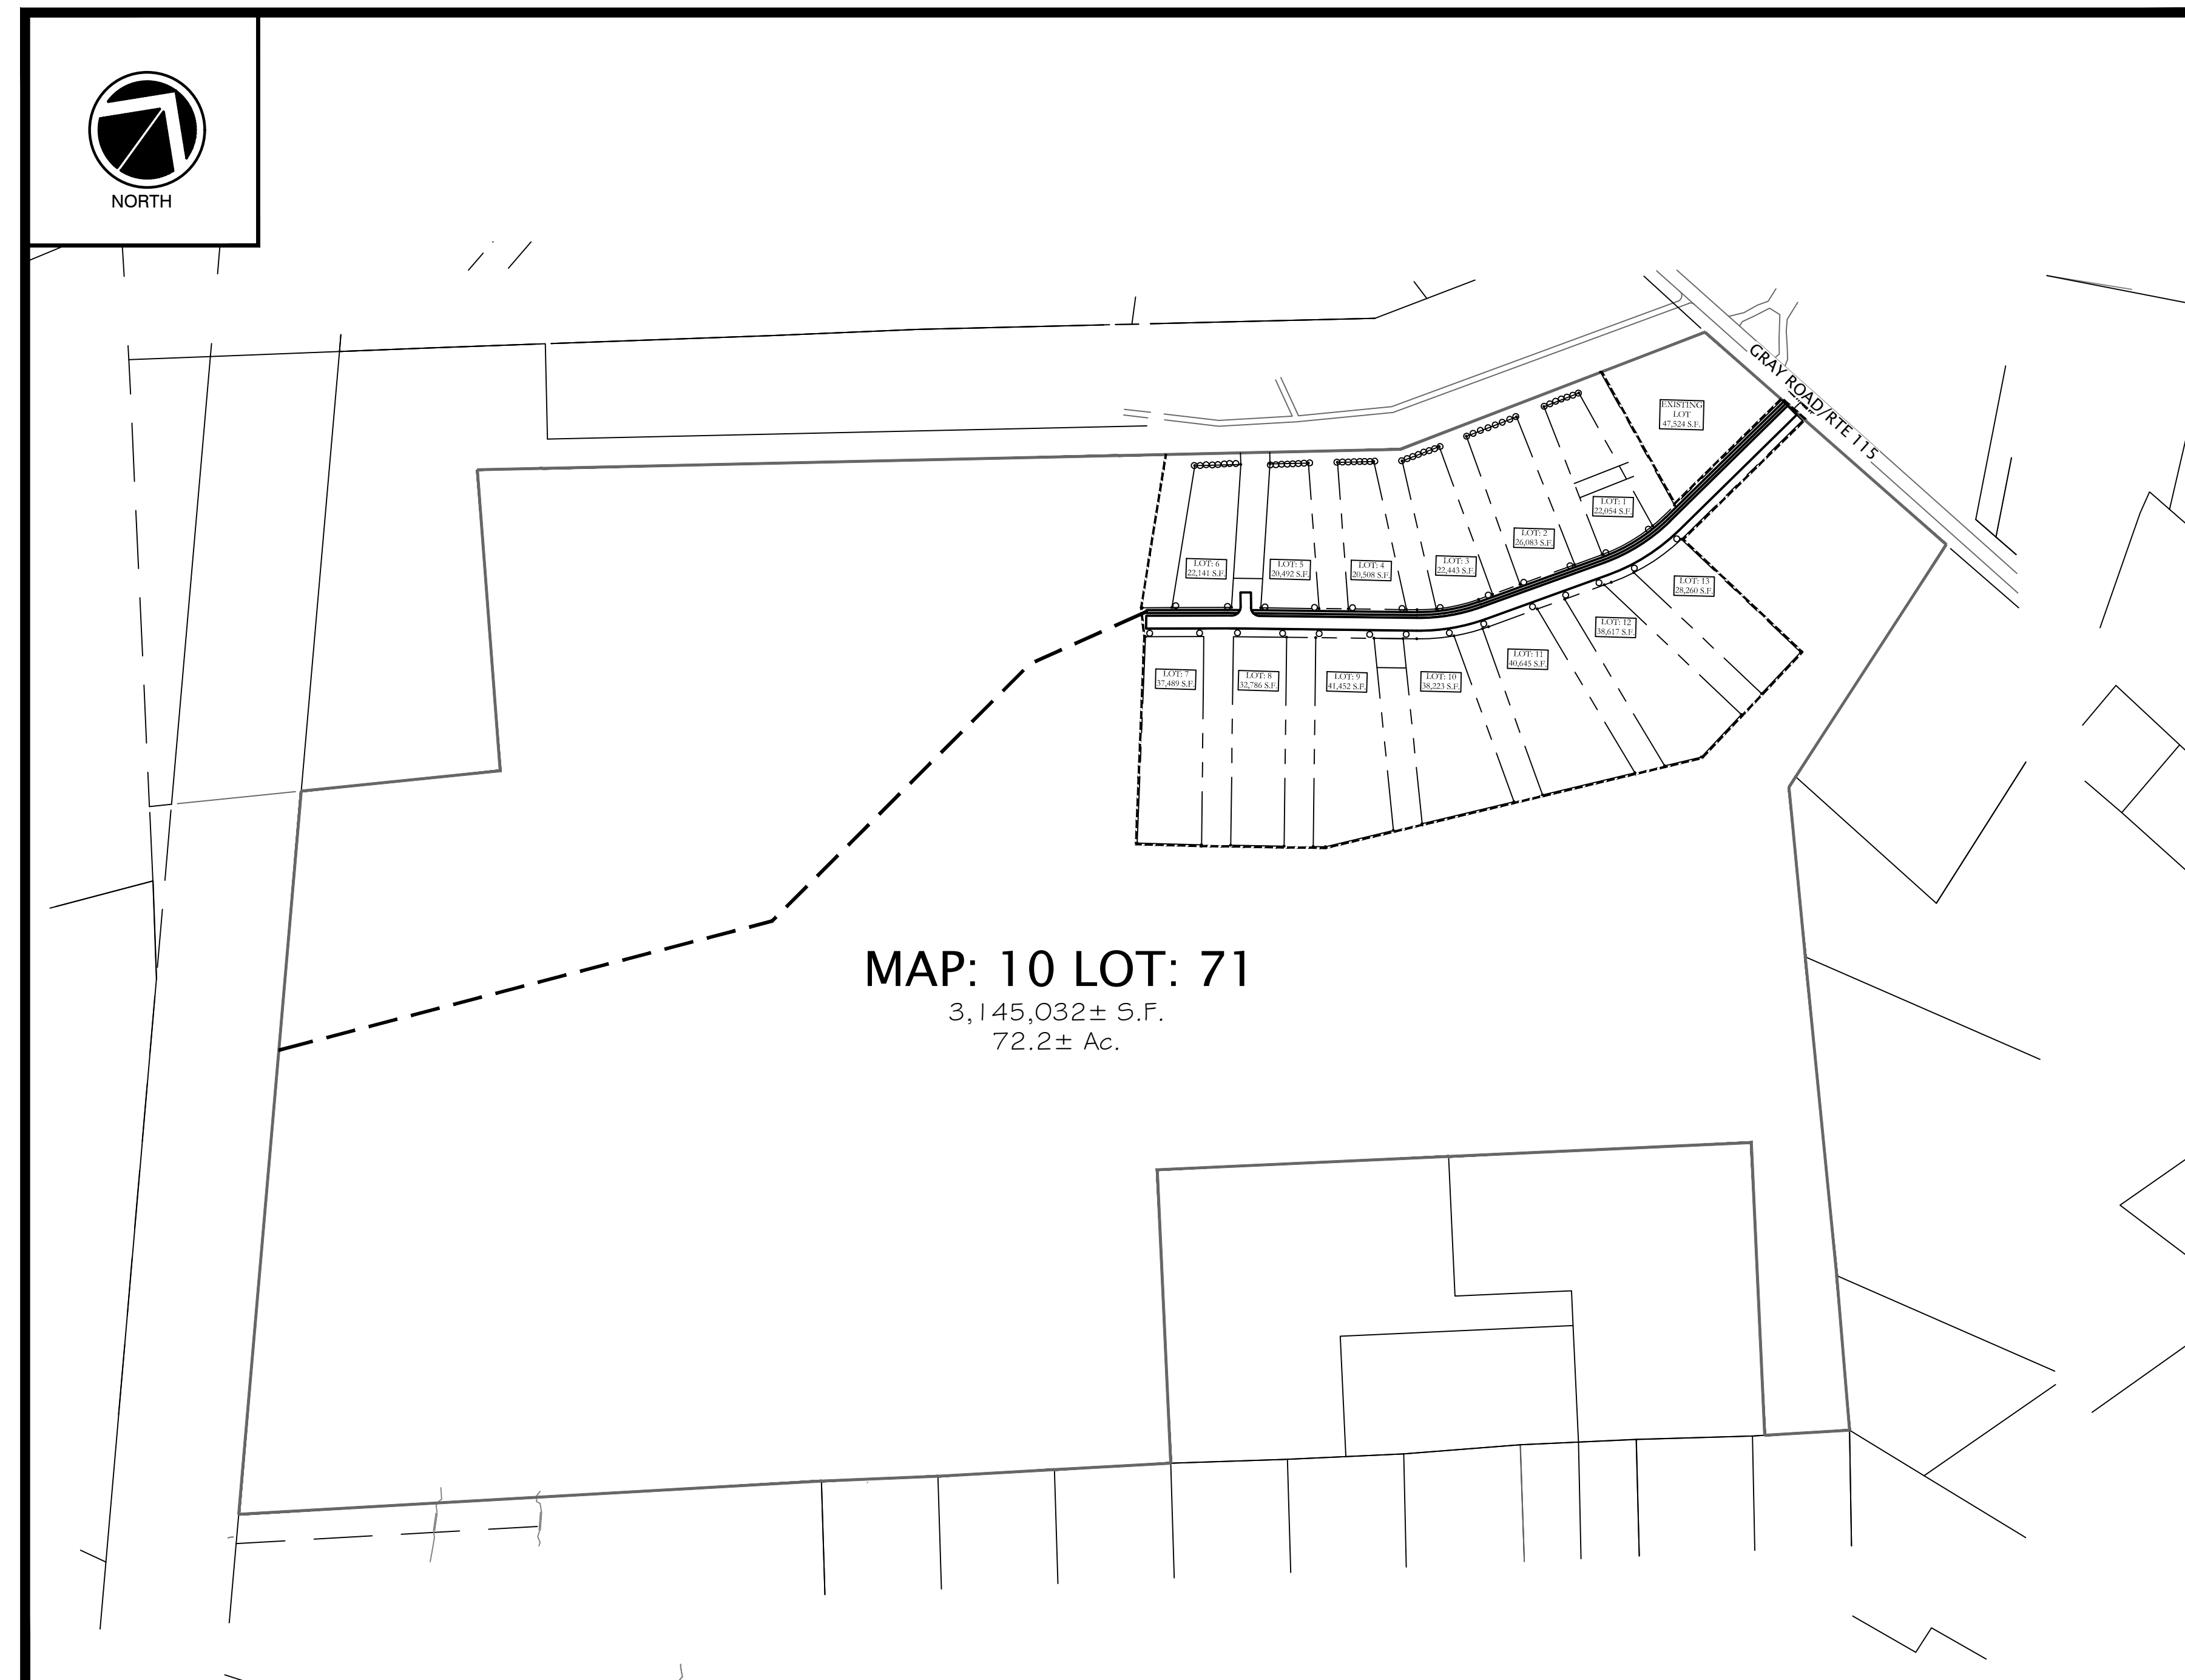 NORTH
GRAY ROAD/RTE 115
EXISTING
LOT
47,524 S.F.
LOT: 1
22,054 S.F.
LOT: 2
26,083 S.F.
LOT: 3
22,443 S.F.
LOT: 4
20,508 S.F.
LOT: 5
20,492 S.F.
LOT: 6
22,141 S.F.
LOT: 13
28,260 S.F.
LOT: 12
38,617 S.F.
LOT: 11
40,645 S.F.
LOT: 10
38,223 S.F.
LOT: 9
41,452 S.F.
LOT: 8
32,786 S.F.
LOT: 7
37,489 S.F.
MAP: 10 LOT: 71
3,145,032± S.F.
72.2± Ac.